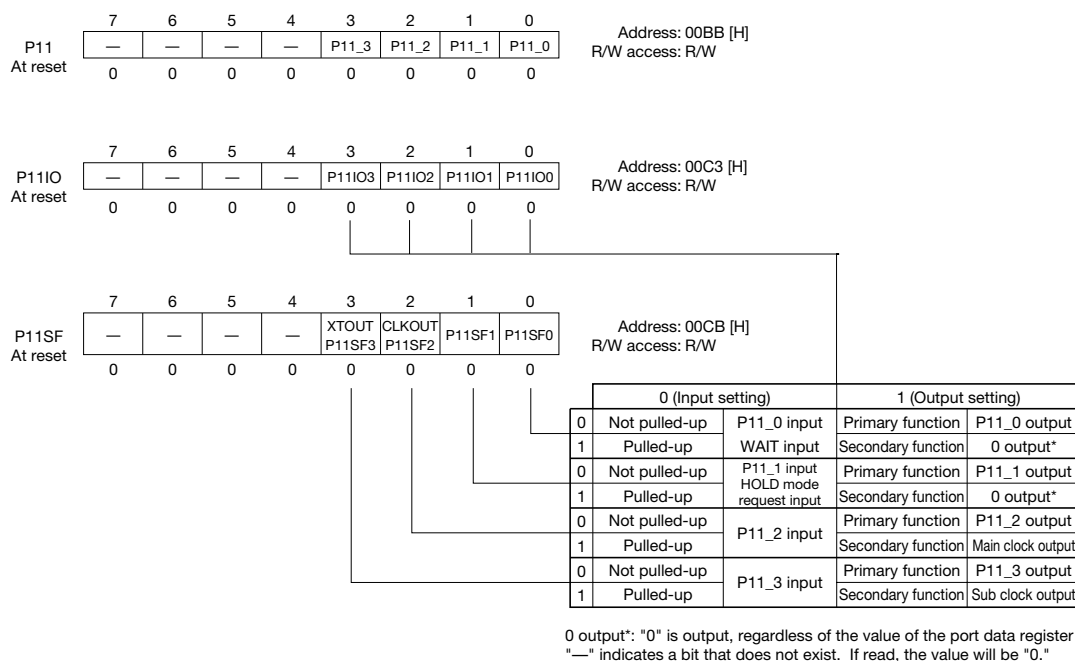 7 6 5 4 3 2 1 0
P11 — — — — P11_3 P11_2 P11_1 P11_0
At reset 0 0 0 0 0 0 0 0
Address: 00BB [H]
R/W access: R/W
7 6 5 4 3 2 1 0
P11IO — — — — P11IO3 P11IO2 P11IO1 P11IO0
At reset 0 0 0 0 0 0 0 0
Address: 00C3 [H]
R/W access: R/W
7 6 5 4 3 2 1 0
P11SF — — — — XTOUT P11SF3 CLKOUT P11SF2 P11SF1 P11SF0
At reset 0 0 0 0 0 0 0 0
Address: 00CB [H]
R/W access: R/W
0 (Input setting) 1 (Output setting)
0 Not pulled-up P11_0 input Primary function P11_0 output
1 Pulled-up WAIT input Secondary function 0 output*
0 Not pulled-up P11_1 input Primary function P11_1 output
HOLD mode
1 Pulled-up request input Secondary function 0 output*
0 Not pulled-up P11_2 input Primary function P11_2 output
1 Pulled-up Secondary function Main clock output
0 Not pulled-up P11_3 input Primary function P11_3 output
1 Pulled-up Secondary function Sub clock output
0 output*: "0" is output, regardless of the value of the port data register
"—" indicates a bit that does not exist. If read, the value will be "0."